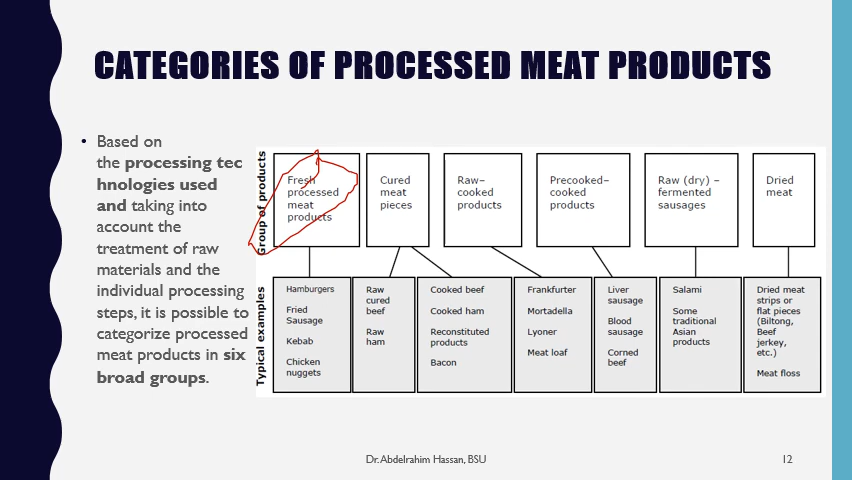 CATEGORIES OF PROCESSED MEAT PRODUCTS
• Based on
the processing tec
hnologies used
and taking into
account the
treatment of raw
materials and the
individual processing
steps, it is possible to
categorize processed
meat products in six
broad groups.
Group of products
Fresh
processed
meat
products
Cured
meat
pieces
Raw–
cooked
products
Precooked–
cooked
products
Raw (dry) –
fermented
sausages
Dried
meat
Typical examples
Hamburgers
Fried
Sausage
Kebab
Chicken
nuggets
Raw
cured
beef
Raw
ham
Cooked beef
Cooked ham
Reconstituted
products
Bacon
Frankfurter
Mortadella
Lyoner
Meat loaf
Liver
sausage
Blood
sausage
Corned
beef
Salami
Some
traditional
Asian
products
Dried meat
strips or
flat pieces
(Biltong,
Beef
jerkey,
etc.)
Meat floss
Dr. Abdelrahim Hassan, BSU
12